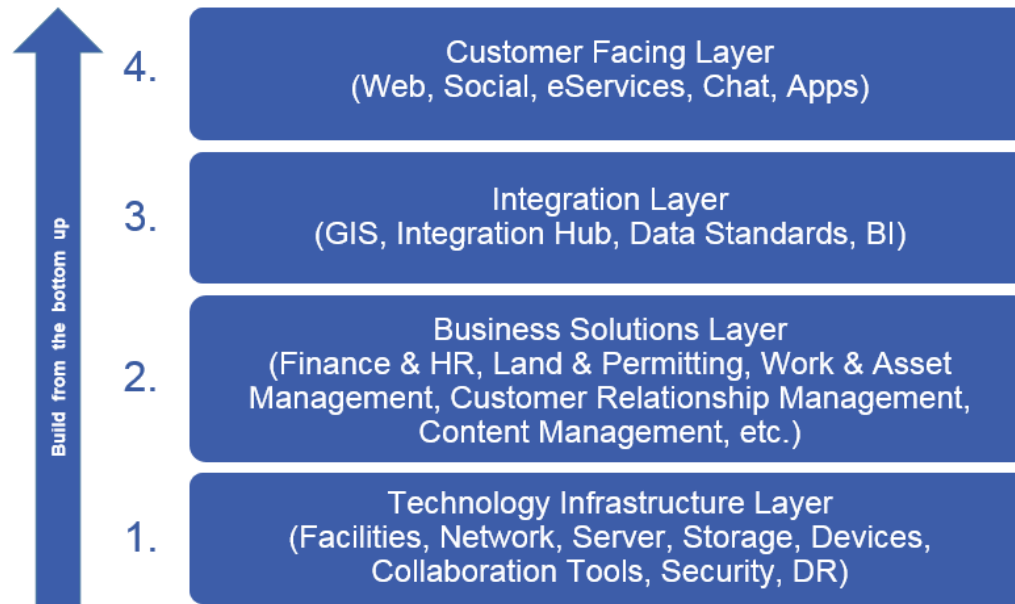 4.
Customer Facing Layer
(Web, Social, eServices, Chat, Apps)
3.
Integration Layer
(GIS, Integration Hub, Data Standards, BI)
2.
Business Solutions Layer
(Finance & HR, Land & Permitting, Work & Asset
Management, Customer Relationship Management,
Content Management, etc.)
1.
Technology Infrastructure Layer
(Facilities, Network, Server, Storage, Devices,
Collaboration Tools, Security, DR)
Build from the bottom up